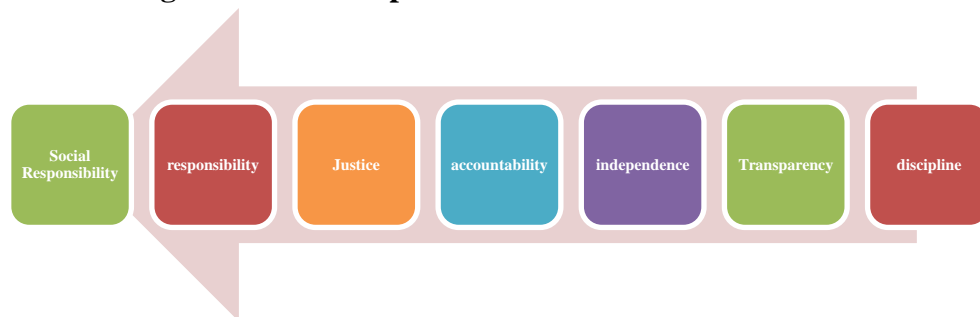 Social
Responsibility
responsibility
Justice
accountability
independence
Transparency
discipline